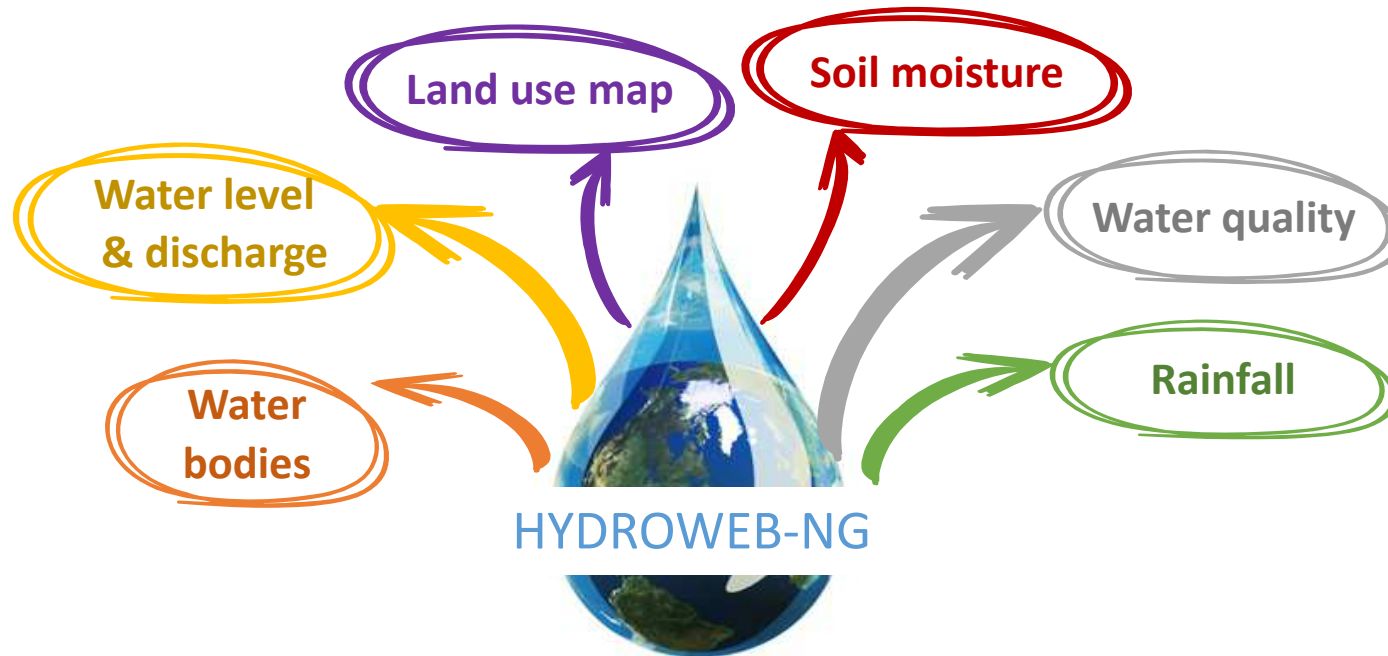 Land use map
Soil moisture
Water level
& discharge
Water quality
Water
bodies
Rainfall
HYDROWEB-NG